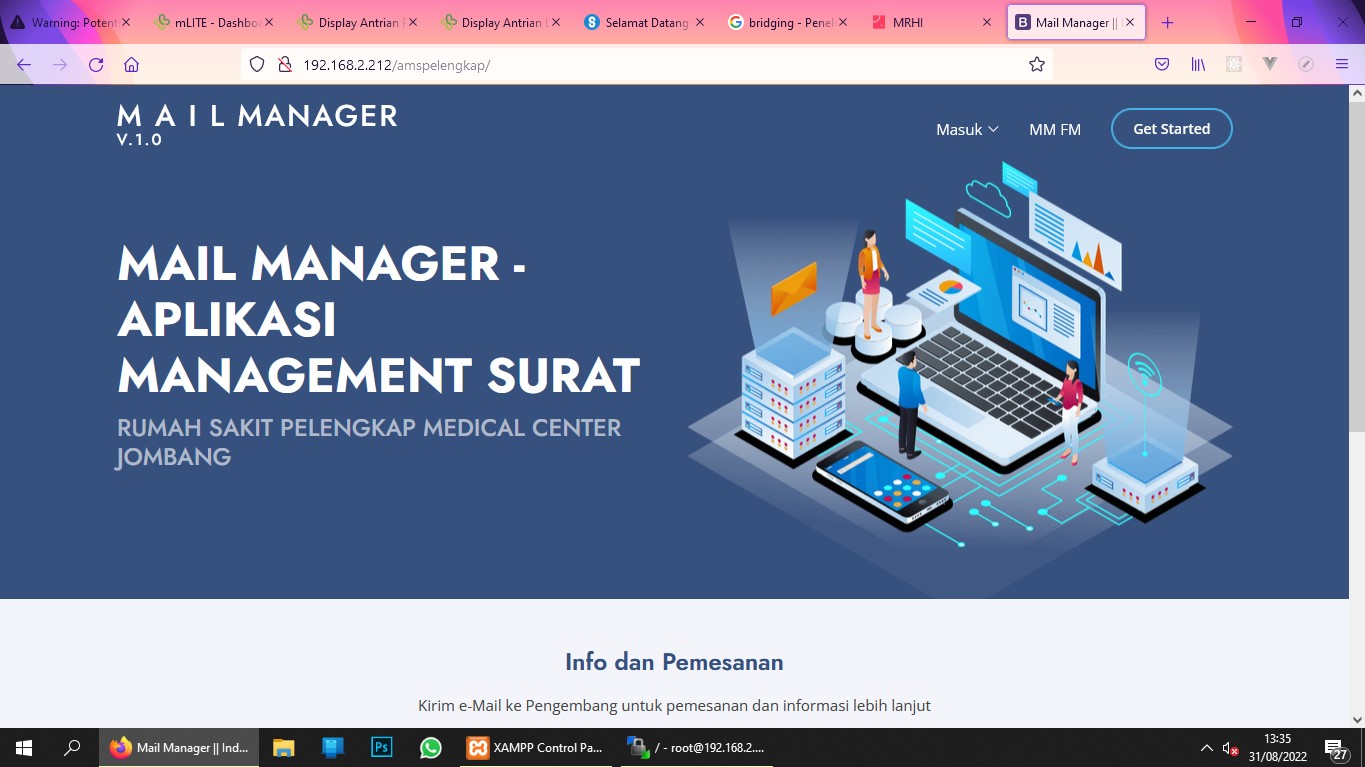 Warning: Potent
mLITE - Dashbo
Display Antrian
Display Antrian
Selamat Datang
bridging - Penel
MRHI
Mail Manager ||
192.168.2.212/amspelengkap/
M A I L MANAGER
V.1.0
Masuk
MM FM
Get Started
MAIL MANAGER -
APLIKASI
MANAGEMENT SURAT
RUMAH SAKIT PELENGKAP MEDICAL CENTER
JOMBANG
Info dan Pemesanan
Kirim e-Mail ke Pengembang untuk pemesanan dan informasi lebih lanjut
Mail Manager || Ind...
Ps
XAMPP Control Pa...
/ - root@192.168.2....
13:35
31/08/2022
27